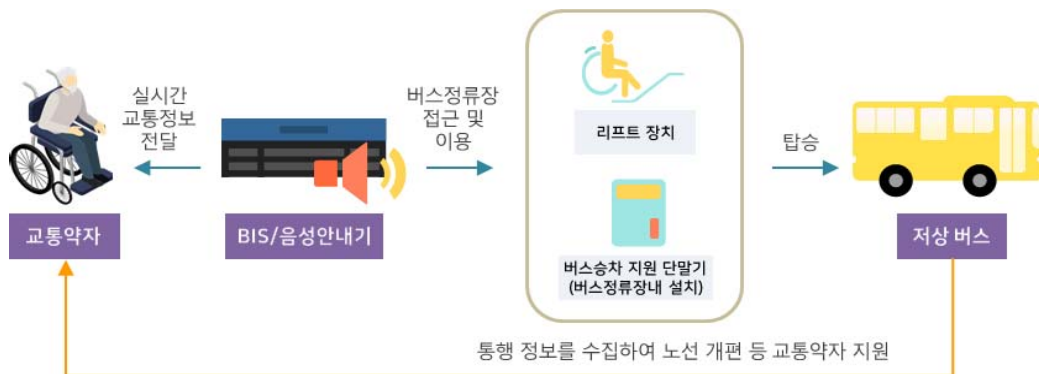 실시간
교통정보
전달
교통약자
BIS/음성안내기
버스정류장
접근 및
이용
리프트 장치
버스승차 지원 단말기
(버스정류장내 설치)
탑승
저상 버스
통행 정보를 수집하여 노선 개편 등 교통약자 지원